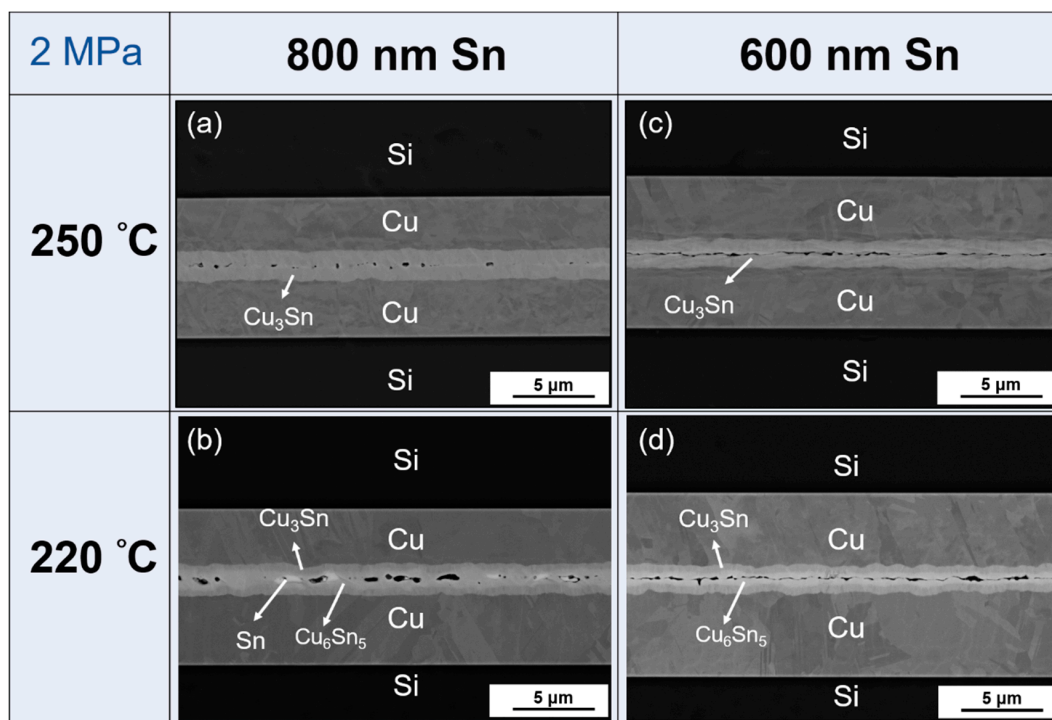 2 MPa
800 nm Sn
600 nm Sn
250 °C
(a)
Si
Cu
Cu₃Sn
Cu
Si
5 μm
(c)
Si
Cu
Cu₃Sn
Cu
Si
5 μm
220 °C
(b)
Si
Cu₃Sn
Cu
Sn
Cu₆Sn₅
Cu
Si
5 μm
(d)
Si
Cu₃Sn
Cu
Cu₆Sn₅
Cu
Si
5 μm